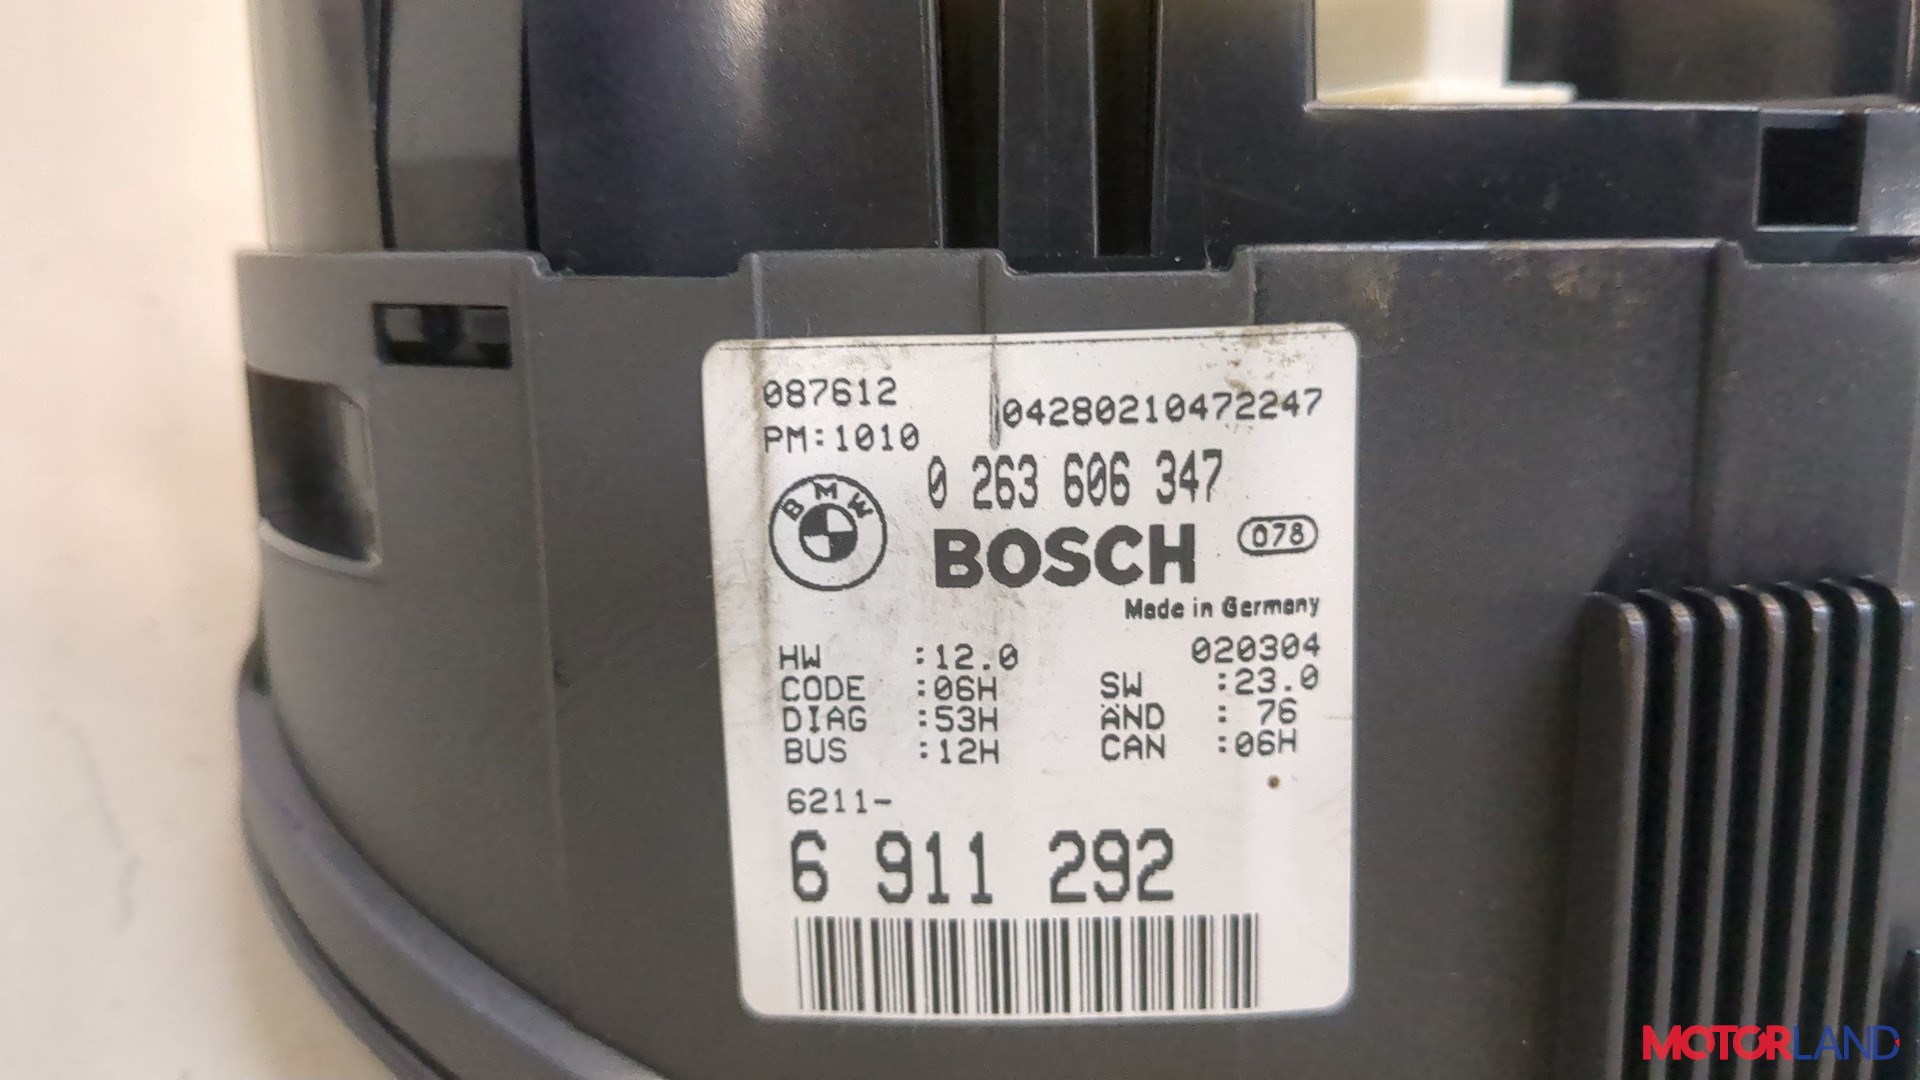 087612
04280210472247
PM:1010
0 263 606 347
BMW
BOSCH
078
Made in Germany
HW :12.0 020304
CODE :06H SW :23.0
DIAG :53H AND : 76
BUS :12H CAN :06H
6211-
6 911 292
MOTORLAND